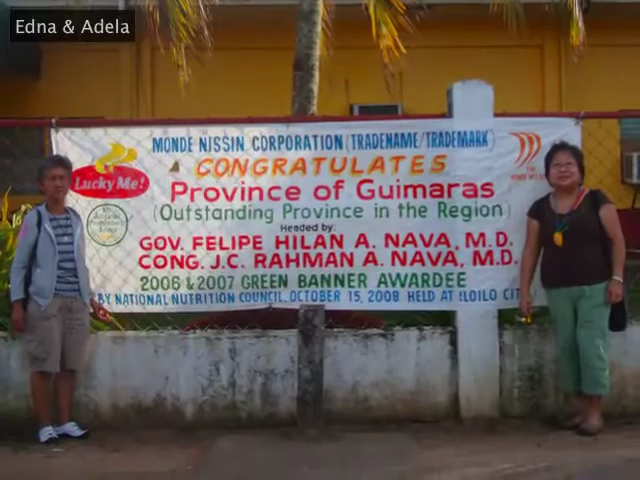 Edna & Adela
MONDE NISSIN CORPORATION (TRADENAME/TRADEMARK)
CONGRATULATES
Lucky Me!
Province of Guimaras
(Outstanding Province in the Region)
Headed by:
GOV. FELIPE HILAN A. NAVA, M.D.
CONG. J.C. RAHMAN A. NAVA, M.D.
2006 & 2007 GREEN BANNER AWARDEE
BY NATIONAL NUTRITION COUNCIL, OCTOBER 15, 2008 HELD AT ILOILO CITY